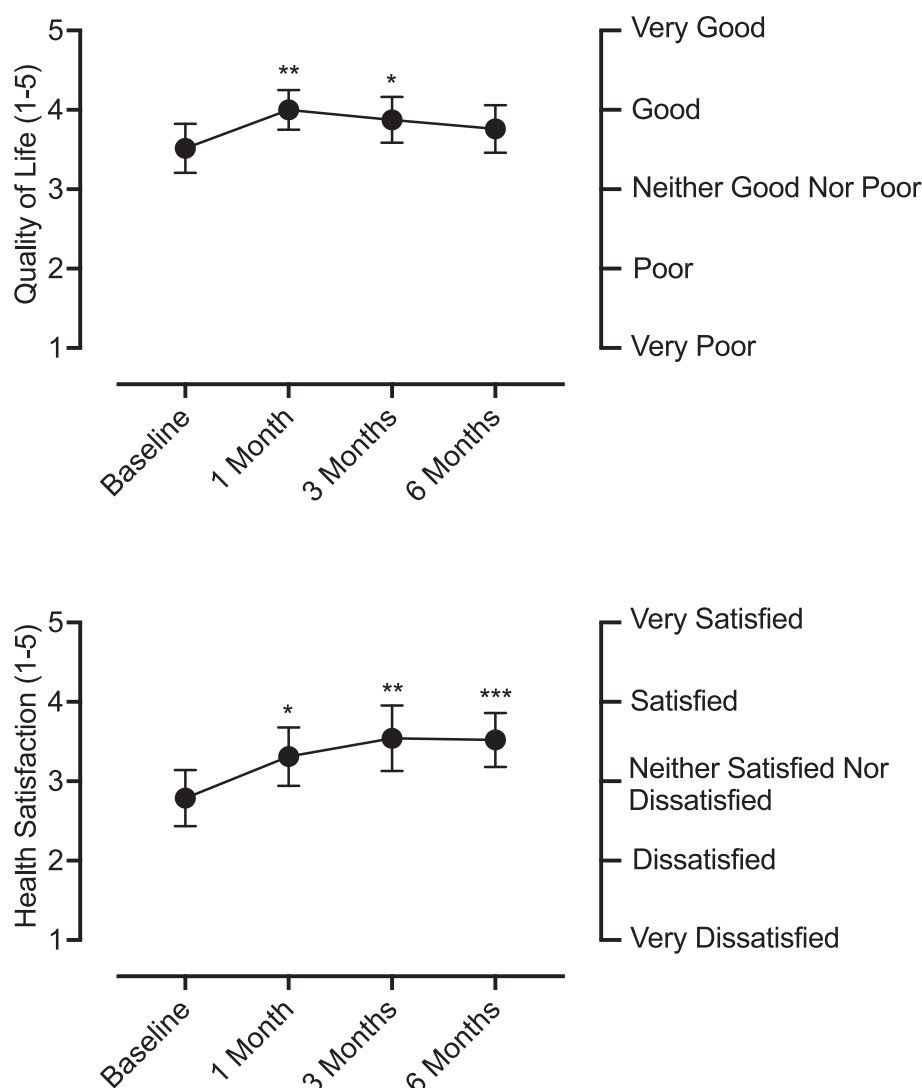 Quality of Life (1-5)
5
4
3
2
1
**
*
Very Good
Good
Neither Good Nor Poor
Poor
Very Poor
Baseline
1 Month
3 Months
6 Months
Health Satisfaction (1-5)
5
4
3
2
1
*
**
***
Very Satisfied
Satisfied
Neither Satisfied Nor
Dissatisfied
Dissatisfied
Very Dissatisfied
Baseline
1 Month
3 Months
6 Months